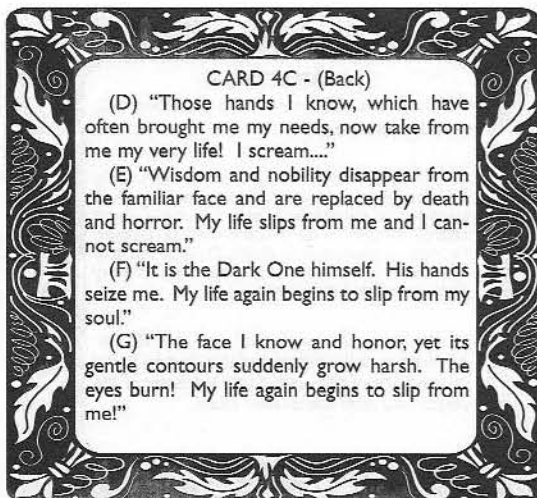 CARD 4C - (Back)
(D) “Those hands I know, which have
often brought me my needs, now take from
me my very life! I scream....”
(E) “Wisdom and nobility disappear from
the familiar face and are replaced by death
and horror. My life slips from me and I can-
not scream.”
(F) “It is the Dark One himself. His hands
seize me. My life again begins to slip from my
soul.”
(G) “The face I know and honor, yet its
gentle contours suddenly grow harsh. The
eyes burn! My life again begins to slip from
me!”